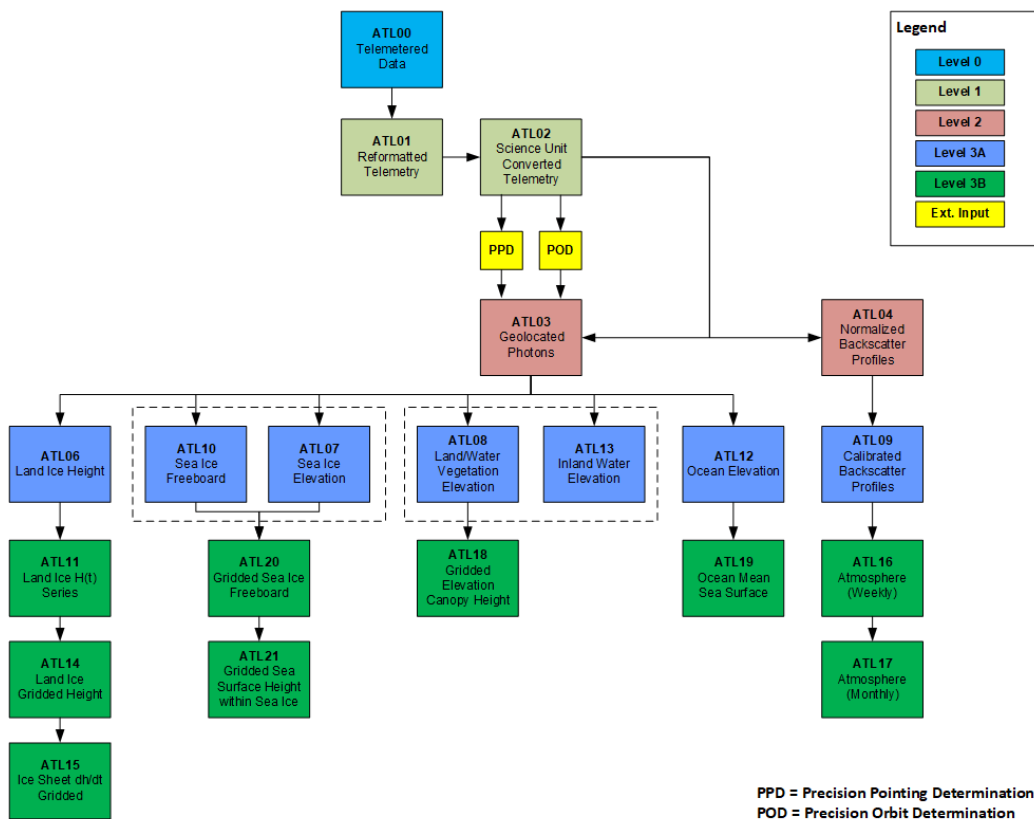 ATL00
Telemetered
Data
Legend
Level 0
Level 1
Level 2
Level 3A
Level 3B
Ext. Input
ATL01
Reformatted
Telemetry
ATL02
Science Unit
Converted
Telemetry
PPD
POD
ATL03
Geolocated
Photons
ATL04
Normalized
Backscatter
Profiles
ATL06
Land Ice Height
ATL10
Sea Ice
Freeboard
ATL07
Sea Ice
Elevation
ATL08
Land/Water
Vegetation
Elevation
ATL13
Inland Water
Elevation
ATL12
Ocean Elevation
ATL09
Calibrated
Backscatter
Profiles
ATL11
Land Ice H(t)
Series
ATL20
Gridded Sea Ice
Freeboard
ATL18
Gridded
Elevation
Canopy Height
ATL19
Ocean Mean
Sea Surface
ATL16
Atmosphere
(Weekly)
ATL14
Land Ice
Gridded Height
ATL21
Gridded Sea
Surface Height
within Sea Ice
ATL17
Atmosphere
(Monthly)
ATL15
Ice Sheet dh/dt
Gridded
PPD = Precision Pointing Determination
POD = Precision Orbit Determination